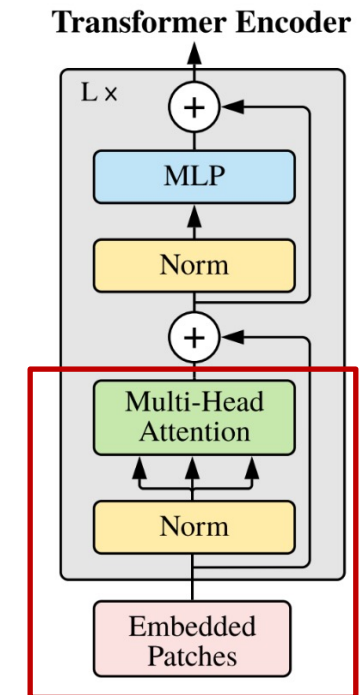 Transformer Encoder
L ×
+
MLP
Norm
+
Multi-Head
Attention
Norm
Embedded
Patches